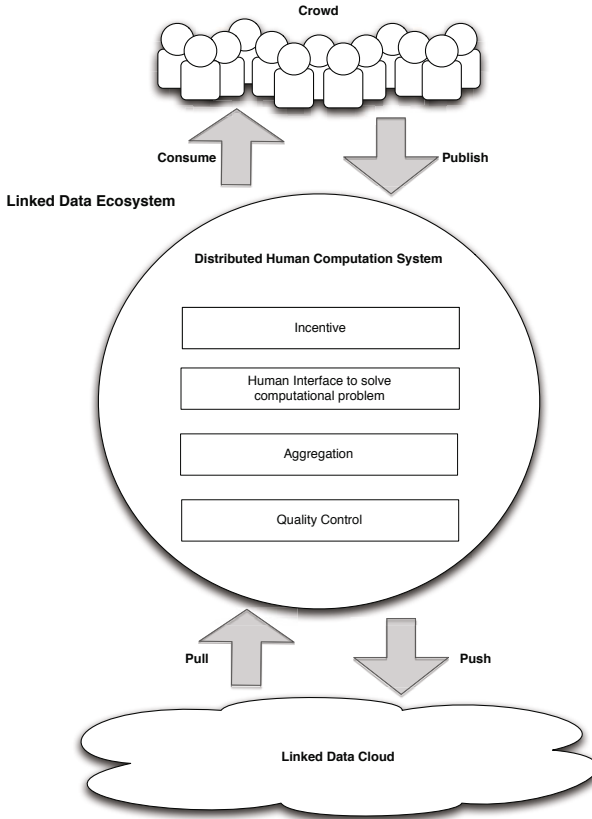 Crowd
Consume
Publish
Linked Data Ecosystem
Distributed Human Computation System
Incentive
Human Interface to solve
computational problem
Aggregation
Quality Control
Pull
Push
Linked Data Cloud